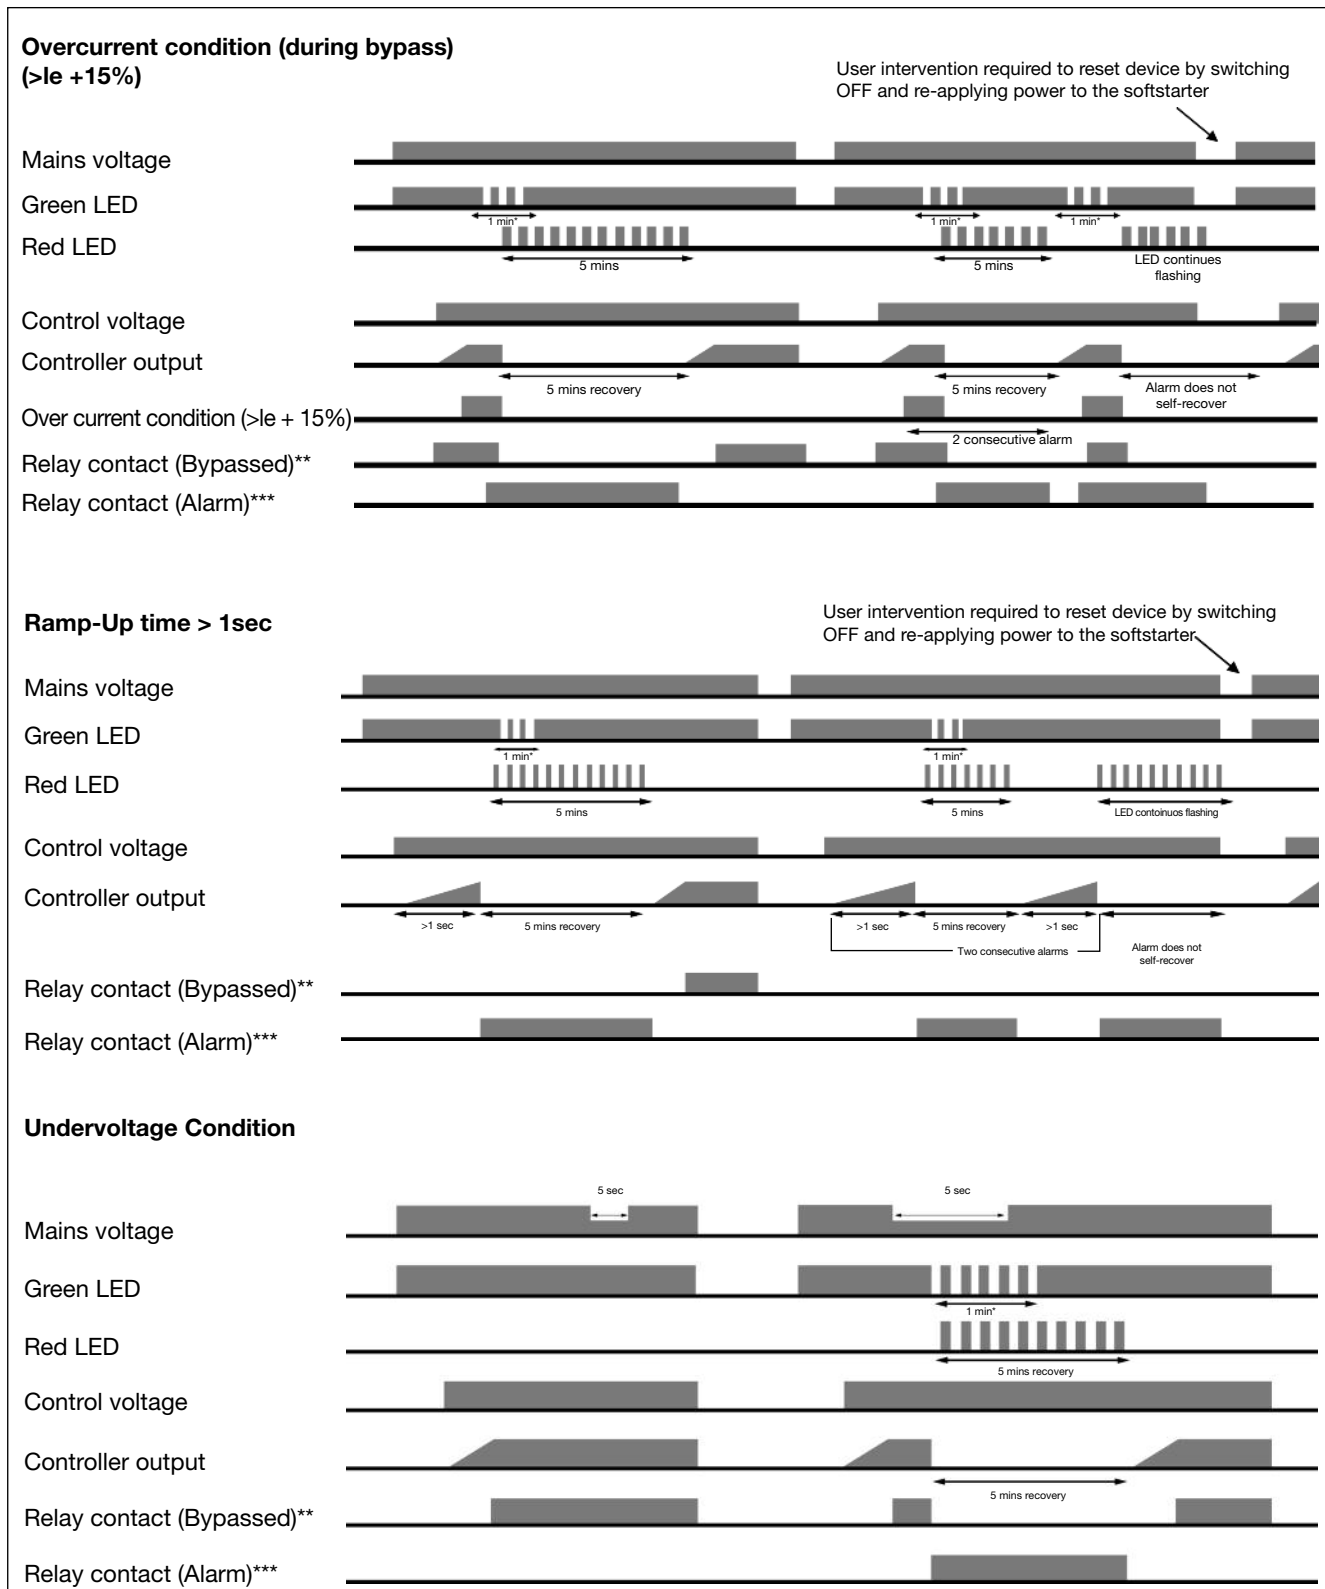 Overcurrent condition (during bypass)
(>Ie +15%)
User intervention required to reset device by switching
OFF and re-applying power to the softstarter
Mains voltage
Green LED
1 min*
1 min*
1 min*
Red LED
5 mins
5 mins
LED continues
flashing
Control voltage
Controller output
5 mins recovery
5 mins recovery
Alarm does not
self-recover
Over current condition (>Ie + 15%)
2 consecutive alarm
Relay contact (Bypassed)**
Relay contact (Alarm)***
Ramp-Up time > 1sec
User intervention required to reset device by switching
OFF and re-applying power to the softstarter
Mains voltage
Green LED
1 min*
1 min*
Red LED
5 mins
5 mins
LED contoinuos flashing
Control voltage
Controller output
>1 sec
5 mins recovery
>1 sec
5 mins recovery
>1 sec
Two consecutive alarms
Alarm does not
self-recover
Relay contact (Bypassed)**
Relay contact (Alarm)***
Undervoltage Condition
5 sec
5 sec
Mains voltage
Green LED
1 min*
Red LED
5 mins recovery
Control voltage
Controller output
5 mins recovery
Relay contact (Bypassed)**
Relay contact (Alarm)***